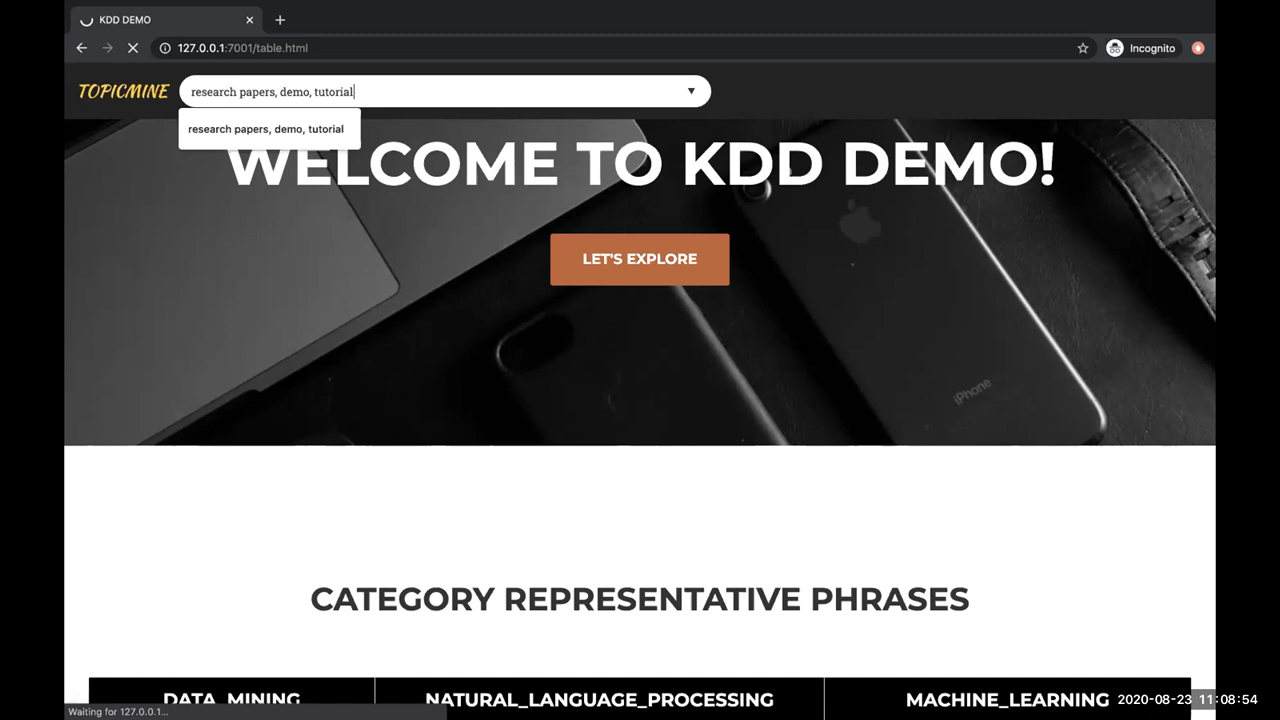 KDD DEMO
127.0.0.1:7001/table.html
Incognito
TOPICMINE
research papers, demo, tutorial
research papers, demo, tutorial
WELCOME TO KDD DEMO!
LET'S EXPLORE
iPhone
CATEGORY REPRESENTATIVE PHRASES
DATA_MINING NATURAL_LANGUAGE_PROCESSING MACHINE_LEARNING
2020-08-23 11:08:54
Waiting for 127.0.0.1...